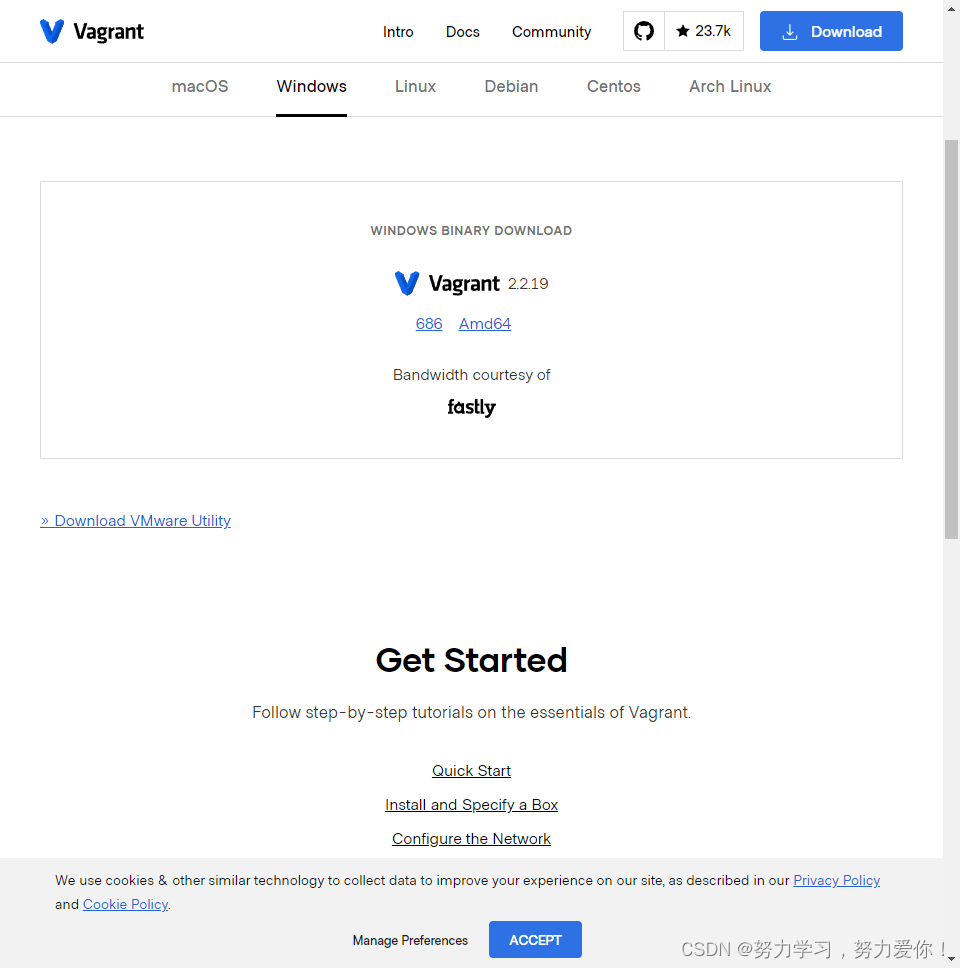 Vagrant Intro Docs Community 23.7k Download
macOS Windows Linux Debian Centos Arch Linux
WINDOWS BINARY DOWNLOAD
Vagrant 2.2.19
686 Amd64
Bandwidth courtesy of
fastly
» Download VMware Utility
Get Started
Follow step-by-step tutorials on the essentials of Vagrant.
Quick Start
Install and Specify a Box
Configure the Network
We use cookies & other similar technology to collect data to improve your experience on our site, as described in our Privacy Policy
and Cookie Policy.
Manage Preferences ACCEPT
CSDN @努力学习，努力爱你！